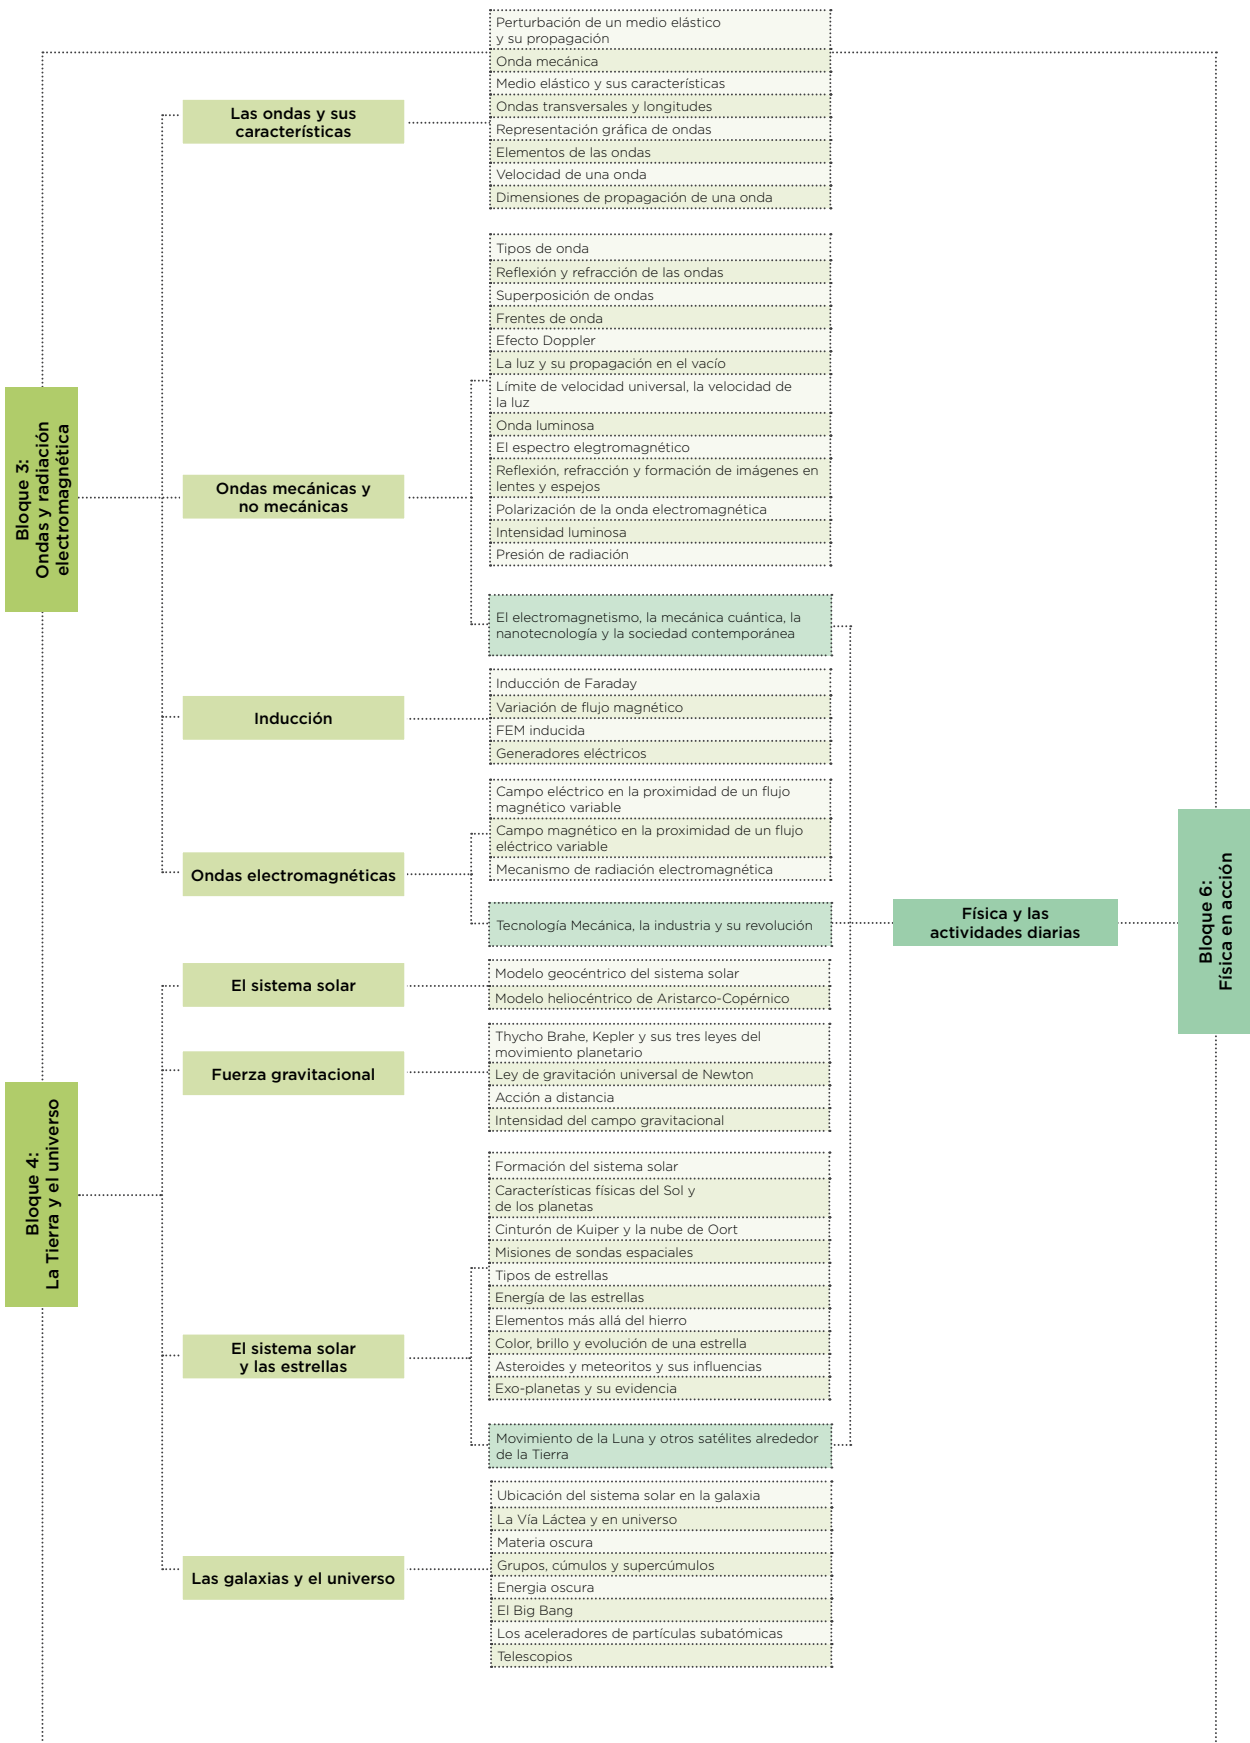 Bloque 3:
Ondas y radiación
electromagnética
Las ondas y sus
características
Perturbación de un medio elástico
y su propagación
Onda mecánica
Medio elástico y sus características
Ondas transversales y longitudes
Representación gráfica de ondas
Elementos de las ondas
Velocidad de una onda
Dimensiones de propagación de una onda
Ondas mecánicas y
no mecánicas
Tipos de onda
Reflexión y refracción de las ondas
Superposición de ondas
Frentes de onda
Efecto Doppler
La luz y su propagación en el vacío
Límite de velocidad universal, la velocidad de
la luz
Onda luminosa
El espectro elegtromagnético
Reflexión, refracción y formación de imágenes en
lentes y espejos
Polarización de la onda electromagnética
Intensidad luminosa
Presión de radiación
El electromagnetismo, la mecánica cuántica, la
nanotecnología y la sociedad contemporánea
Inducción
Inducción de Faraday
Variación de flujo magnético
FEM inducida
Generadores eléctricos
Ondas electromagnéticas
Campo eléctrico en la proximidad de un flujo
magnético variable
Campo magnético en la proximidad de un flujo
eléctrico variable
Mecanismo de radiación electromagnética
Tecnología Mecánica, la industria y su revolución
Bloque 4:
La Tierra y el universo
El sistema solar
Modelo geocéntrico del sistema solar
Modelo heliocéntrico de Aristarco-Copérnico
Fuerza gravitacional
Thycho Brahe, Kepler y sus tres leyes del
movimiento planetario
Ley de gravitación universal de Newton
Acción a distancia
Intensidad del campo gravitacional
El sistema solar
y las estrellas
Formación del sistema solar
Características físicas del Sol y
de los planetas
Cinturón de Kuiper y la nube de Oort
Misiones de sondas espaciales
Tipos de estrellas
Energía de las estrellas
Elementos más allá del hierro
Color, brillo y evolución de una estrella
Asteroides y meteoritos y sus influencias
Exo-planetas y su evidencia
Movimiento de la Luna y otros satélites alrededor
de la Tierra
Las galaxias y el universo
Ubicación del sistema solar en la galaxia
La Vía Láctea y en universo
Materia oscura
Grupos, cúmulos y supercúmulos
Energia oscura
El Big Bang
Los aceleradores de partículas subatómicas
Telescopios
Física y las
actividades diarias
Bloque 6:
Física en acción